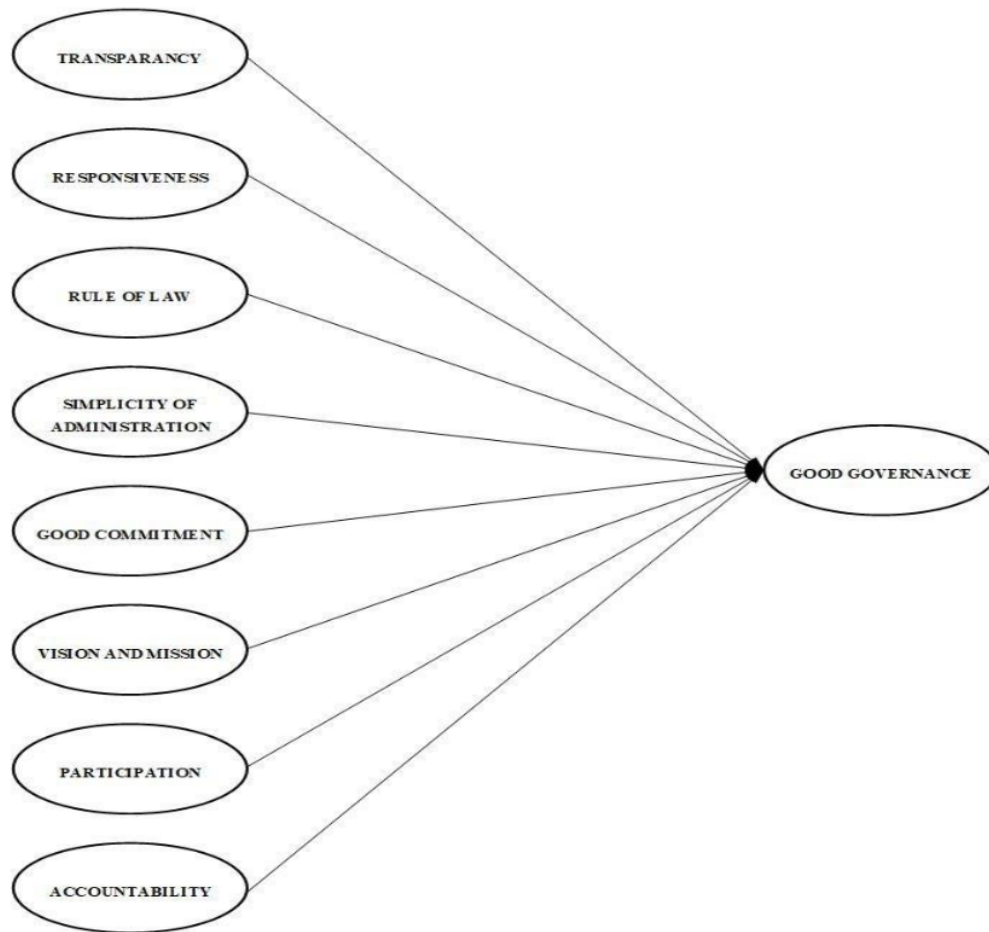 TRANSPARANCY
RESPONSIVENESS
RULE OF LAW
SIMPLICITY OF
ADMINISTRATION
GOOD COMMITMENT
VISION AND MISSION
PARTICIPATION
ACCOUNTABILITY
GOOD GOVERNANCE